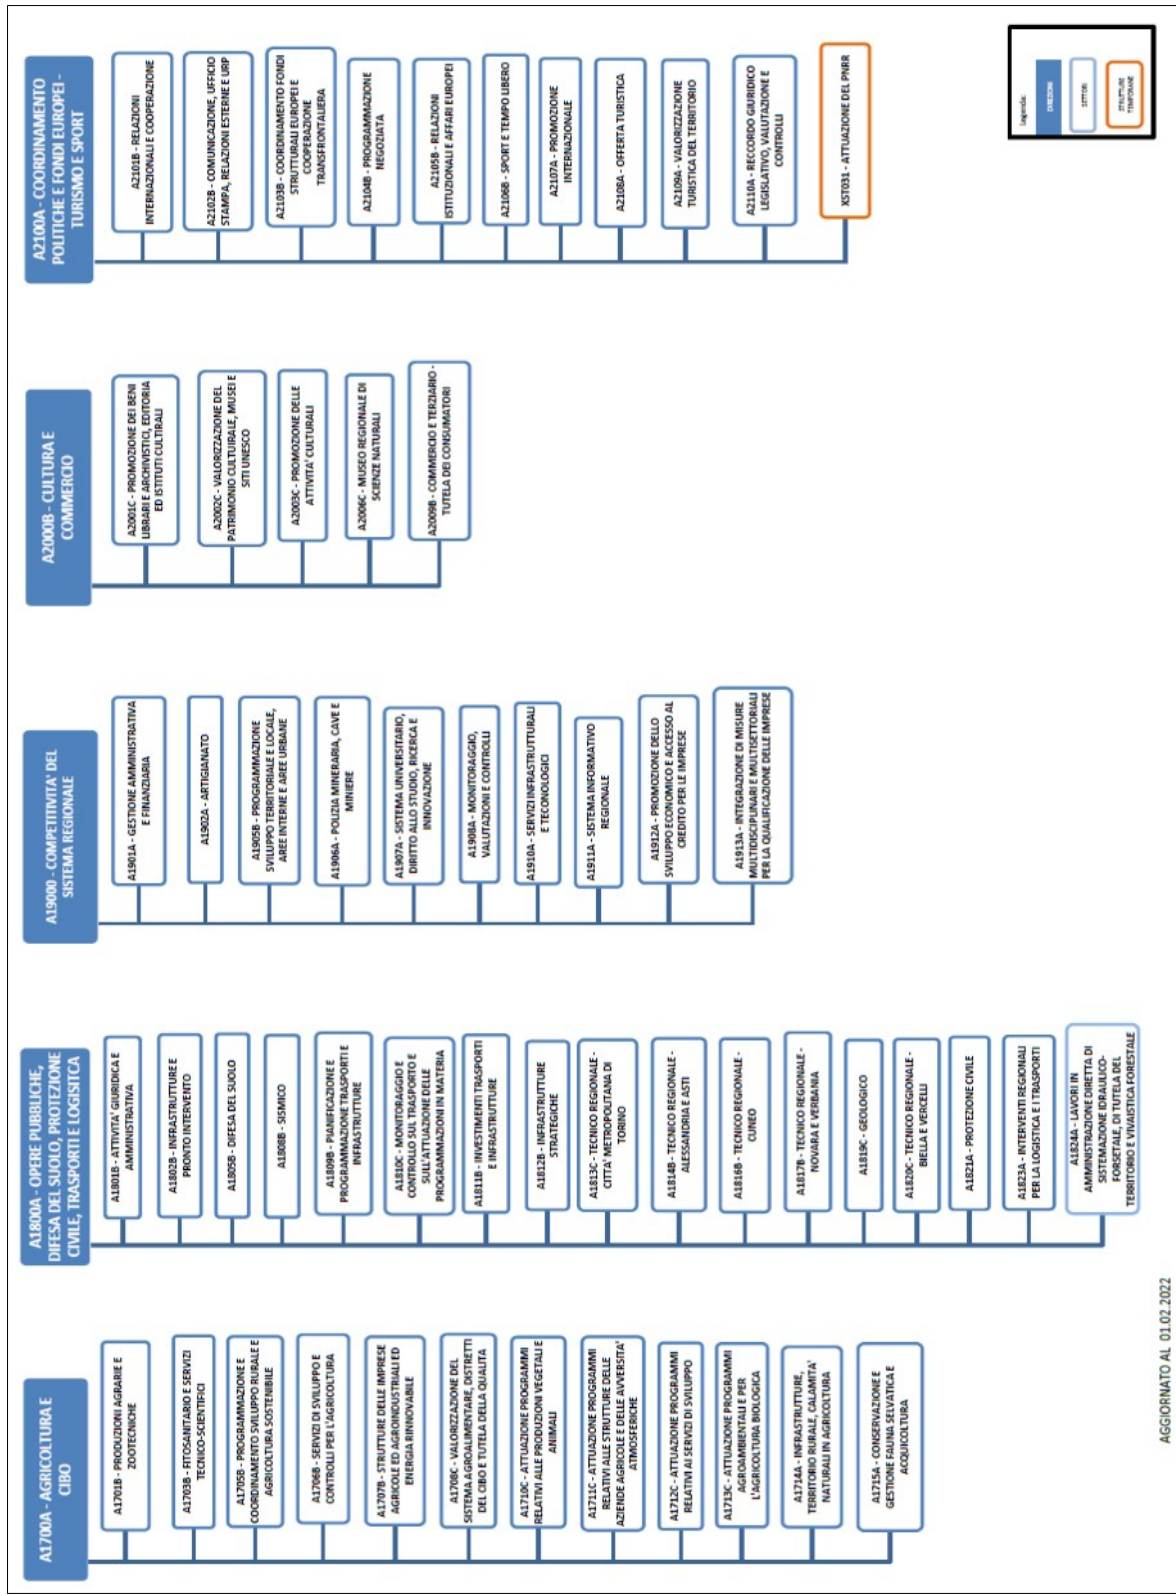 A1700A - AGRICOLTURA E
CIBO
A1701B - PRODUZIONI AGRARIE E
ZOOTECNICHE
A1703B - FITOSANITARIO E SERVIZI
TECNICO-SCIENTIFICI
A1705B - PROGRAMMAZIONE E
COORDINAMENTO SVILUPPO RURALE E
AGRICOLTURA SOSTENIBILE
A1706B - SERVIZI DI SVILUPPO E
CONTROLLI PER L'AGRICOLTURA
A1707B - STRUTTURE DELLE IMPRESE
AGRICOLE ED AGROINDUSTRIALI ED
ENERGIA RINNOVABILE
A1708C - VALORIZZAZIONE DEL
SISTEMA AGROALIMENTARE, DISTRETTI
DEL CIBO E TUTELA DELLA QUALITA
A1710C - ATTUAZIONE PROGRAMMI
RELATIVI ALLE PRODUZIONI VEGETALI E
ANIMALI
A1711C - ATTUAZIONE PROGRAMMI
RELATIVI ALLE STRUTTURE DELLE
AZIENDE AGRICOLE E DELLE AVVERSITA'
ATMOSFERICHE
A1712C - ATTUAZIONE PROGRAMMI
RELATIVI AI SERVIZI DI SVILUPPO
A1713C - ATTUAZIONE PROGRAMMI
AGROAMBIENTALI E PER
L'AGRICOLTURA BIOLOGICA
A1714A - INFRASTRUTTURE,
TERRITORIO RURALE, CALAMITA'
NATURALI IN AGRICOLTURA
A1715A - CONSERVAZIONE E
GESTIONE FAUNA SELVATICA E
ACQUICOLTURA
A1800A - OPERE PUBBLICHE,
DIFESA DEL SUOLO, PROTEZIONE
CIVILE, TRASPORTI E LOGISITCA
A1801B - ATTIVITA' GIURIDICA E
AMMINISTRATIVA
A1802B - INFRASTRUTTURE E
PRONTO INTERVENTO
A1805B - DIFESA DEL SUOLO
A1808B - SISMICO
A1809B - PIANIFICAZIONE E
PROGRAMMAZIONE TRASPORTI E
INFRASTRUTTURE
A1810C - MONITORAGGIO E
CONTROLLO SUL TRASPORTO E
SULL'ATTUAZIONE DELLE
PROGRAMMAZIONI IN MATERIA
A1811B - INVESTIMENTI TRASPORTI
E INFRASTRUTTURE
A1812B - INFRASTRUTTURE
STRATEGICHE
A1813C - TECNICO REGIONALE -
CITTA' METROPOLITANA DI
TORINO
A1814B - TECNICO REGIONALE -
ALESSANDRIA E ASTI
A1816B - TECNICO REGIONALE -
CUNEO
A1817B - TECNICO REGIONALE -
NOVARA E VERBANIA
A1819C - GEOLOGICO
A1820C - TECNICO REGIONALE -
BIELLA E VERCELLI
A1821A - PROTEZIONE CIVILE
A1823A - INTERVENTI REGIONALI
PER LA LOGISTICA E I TRASPORTI
A1824A - LAVORI IN
AMMINISTRAZIONE DIRETTA DI
SISTEMAZIONE IDRAULICO-
FORSETALE, DI TUTELA DEL
TERRITORIO E VIVAISTICA FORESTALE
A19000 - COMPETITIVITA' DEL
SISTEMA REGIONALE
A1901A - GESTIONE AMMINISTRATIVA
E FINANZIARIA
A1902A - ARTIGIANATO
A1905B - PROGRAMMAZIONE
SVILUPPO TERRITORIALE E LOCALE,
AREE INTERNE E AREE URBANE
A1906A - POLIZIA MINERARIA, CAVE E
MINIERE
A1907A - SISTEMA UNIVERSITARIO,
DIRITTO ALLO STUDIO, RICERCA E
INNOVAZIONE
A1908A - MONITORAGGIO,
VALUTAZIONI E CONTROLLI
A1910A - SERVIZI INFRASTRUTTURALI
E TECONOLOGICI
A1911A - SISTEMA INFORMATIVO
REGIONALE
A1912A - PROMOZIONE DELLO
SVILUPPO ECONOMICO E ACCESSO AL
CREDITO PER LE IMPRESE
A1913A - INTEGRAZIONE DI MISURE
MULTIDISCIPLINARI E MULTISETTORIALI
PER LA QUALIFICAZIONE DELLE IMPRESE
A2000B - CULTURA E
COMMERCIO
A2001C - PROMOZIONE DEI BENI
LIBRARI E ARCHIVISTICI, EDITORIA
ED ISTITUTI CULTIRALI
A2002C - VALORIZZAZIONE DEL
PATRIMONIO CULTUIRALE, MUSEI E
SITI UNESCO
A2003C - PROMOZIONE DELLE
ATTIVITA' CULTURALI
A2006C - MUSEO REGIONALE DI
SCIENZE NATURALI
A2009B - COMMERCIO E TERZIARIO -
TUTELA DEI CONSUMATORI
A2100A - COORDINAMENTO
POLITICHE E FONDI EUROPEI -
TURISMO E SPORT
A2101B - RELAZIONI
INTERNAZIONALI E COOPERAZIONE
A2102B - COMUNICAZIONE, UFFICIO
STAMPA, RELAZIONI ESTERNE E URP
A2103B - COORDINAMENTO FONDI
STRUTTURALI EUROPEI E
COOPERAZIONE
TRANSFRONTALIERA
A2104B - PROGRAMMAZIONE
NEGOZIATA
A2105B - RELAZIONI
ISTITUZIONALI E AFFARI EUROPEI
A2106B - SPORT E TEMPO LIBERO
A2107A - PROMOZIONE
INTERNAZIONALE
A2108A - OFFERTA TURISTICA
A2109A - VALORIZZAZIONE
TURISTICA DEL TERRITORIO
A2110A - RECCORDO GIURIDICO
LEGISLATIVO, VALUTAZIONE E
CONTROLLI
XST031 - ATTUAZIONE DEL PNRR
Legenda:
DIREZIONI
SETTORI
STRUTTURE
TEMPORANEE
AGGIORNATO AL 01.02.2022